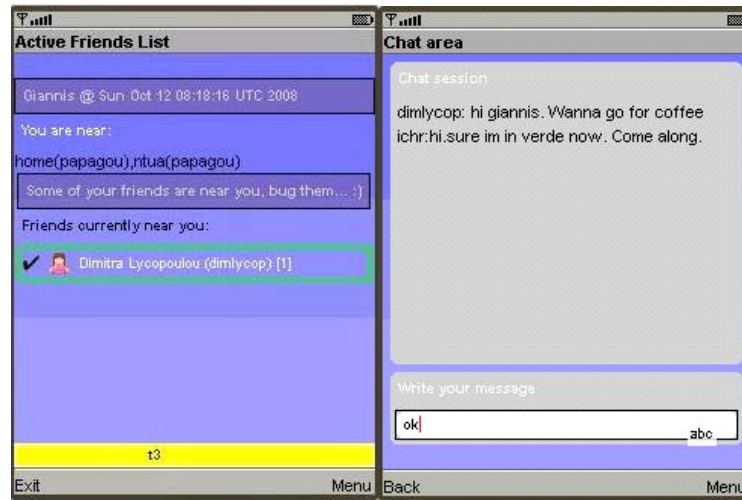 Active Friends List
Giannis @ Sun Oct 12 08:18:16 UTC 2008
You are near:
home(papagou),ntua(papagou)
Some of your friends are near you, bug them... :)
Friends currently near you:
Dimitra Lycopoulou (dimlycop) [1]
t3
Exit Menu
Chat area
Chat session
dimlycop: hi giannis. Wanna go for coffee
ichr:hi.sure im in verde now. Come along.
Write your message
ok
abc
Back Menu